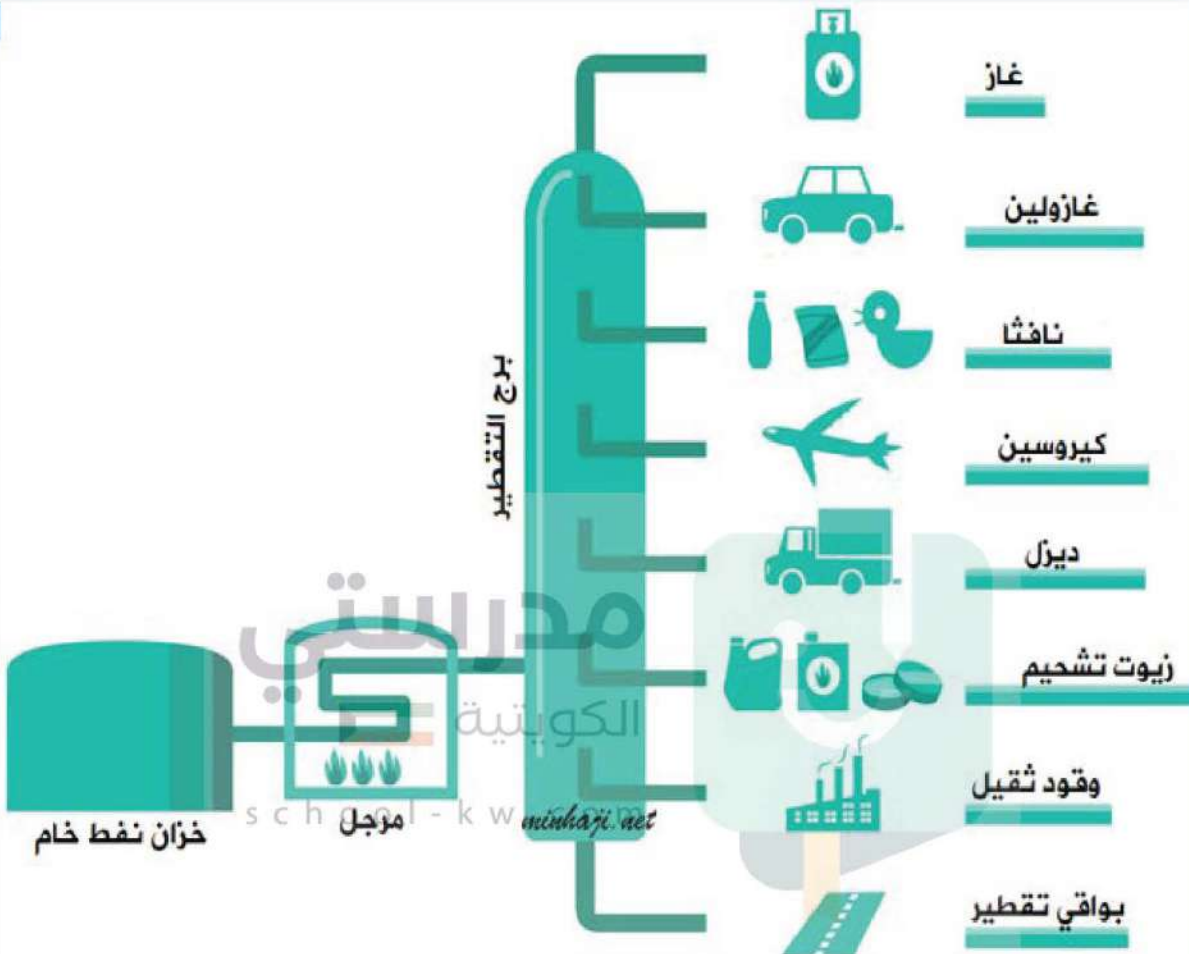 غاز
غازولين
نافثا
كيروسين
ديزل
زيوت تشحيم
وقود ثقيل
بواقي تقطير
برج التقطير
مرجل
خزان نفط خام
مدرستي
الكويتية
school-kw.com
minhaji.net